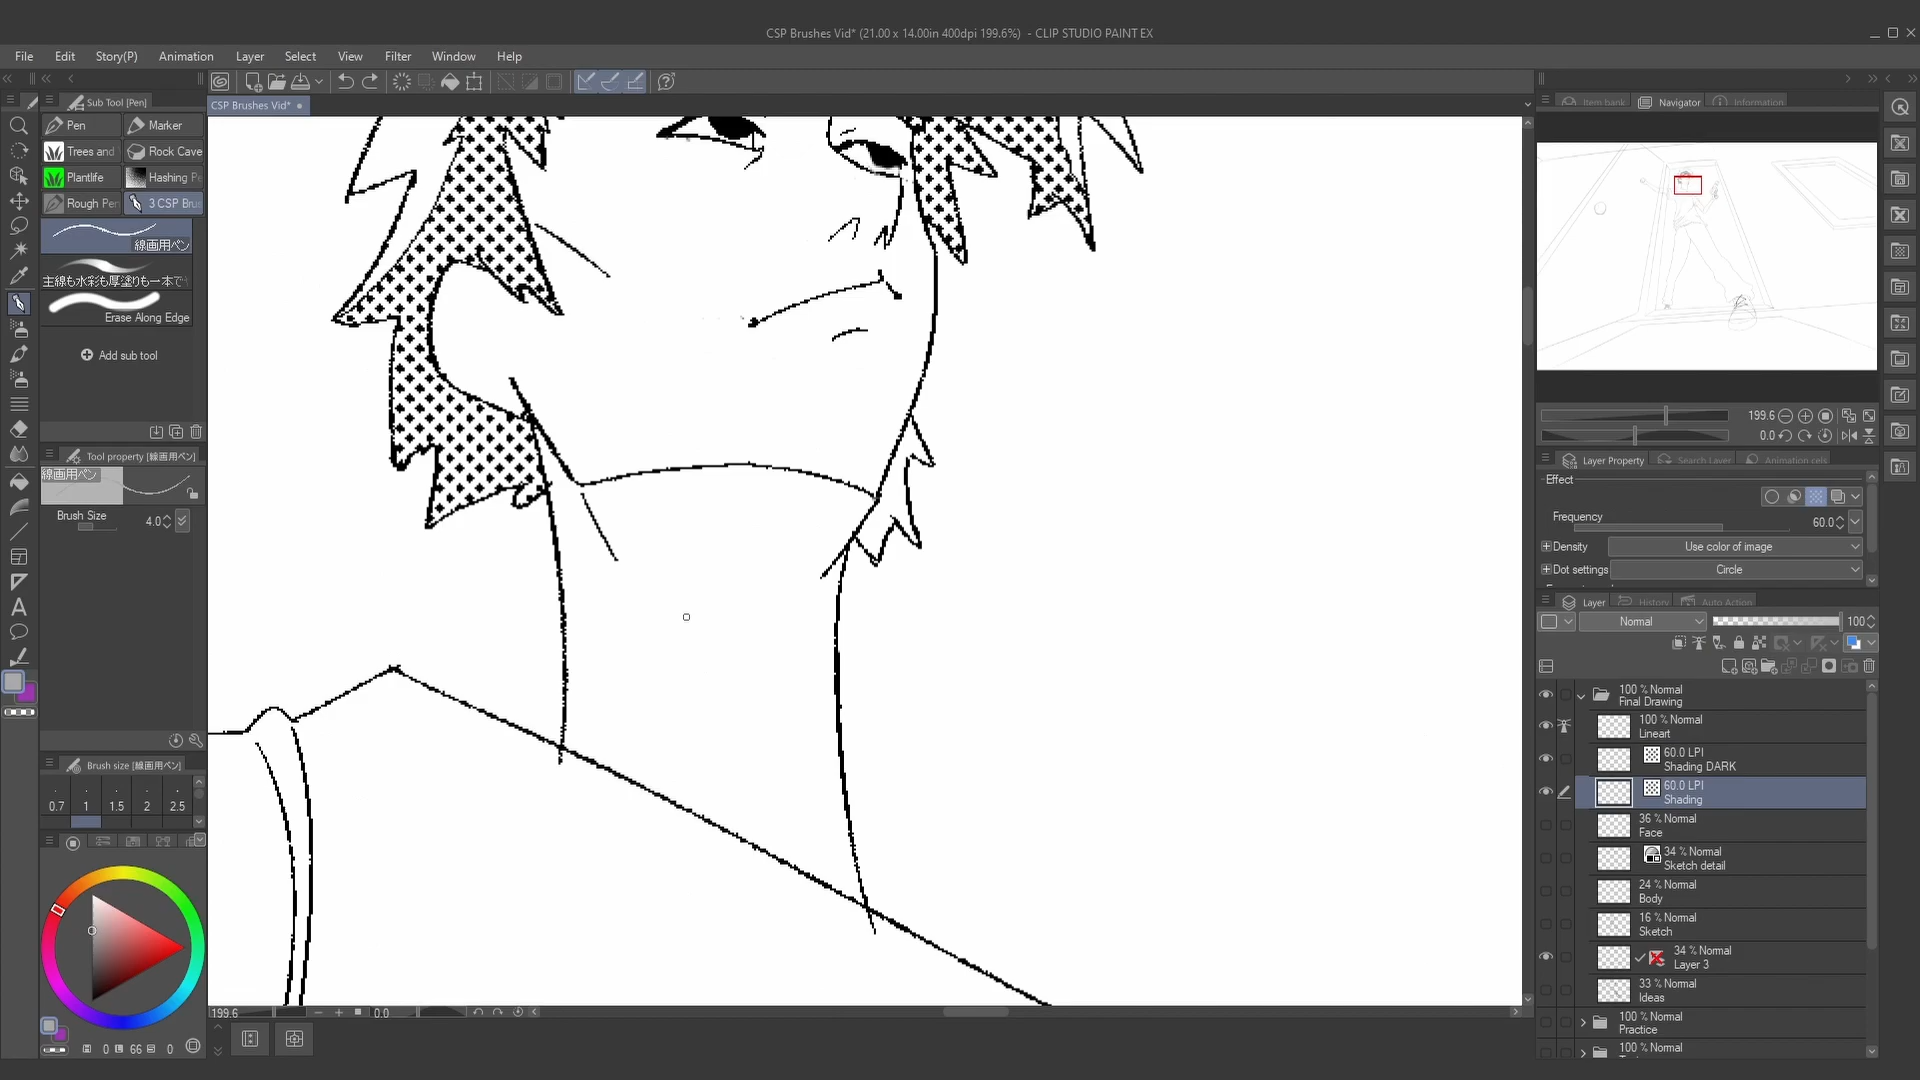 CSP Brushes Vid* (21.00 x 14.00in 400dpi 199.6%) - CLIP STUDIO PAINT EX
File Edit Story(P) Animation Layer Select View Filter Window Help
Sub Tool [Pen]
CSP Brushes Vid*
Item bank Navigator Information
Pen Marker
Trees and Rock Cave
Plantlife Hashing Pe
Rough Per 3 CSP Brus
線画用ペン
主線も水彩も厚塗りも一本で
Erase Along Edge
Add sub tool
Tool property [線画用ペン]
線画用ペン
Brush Size 4.0
Brush size [線画用ペン]
0.7 1 1.5 2 2.5
0 L 66 S 0
199.6 0.0
199.6
0.0
Layer Property Search Layer Animation cels
Effect
Frequency 60.0
Density Use color of image
Dot settings Circle
Layer History Auto Action
Normal 100
100 % Normal
Final Drawing
100 % Normal
Lineart
60.0 LPI
Shading DARK
60.0 LPI
Shading
36 % Normal
Face
34 % Normal
Sketch detail
24 % Normal
Body
16 % Normal
Sketch
34 % Normal
Layer 3
33 % Normal
Ideas
100 % Normal
Practice
100 % Normal